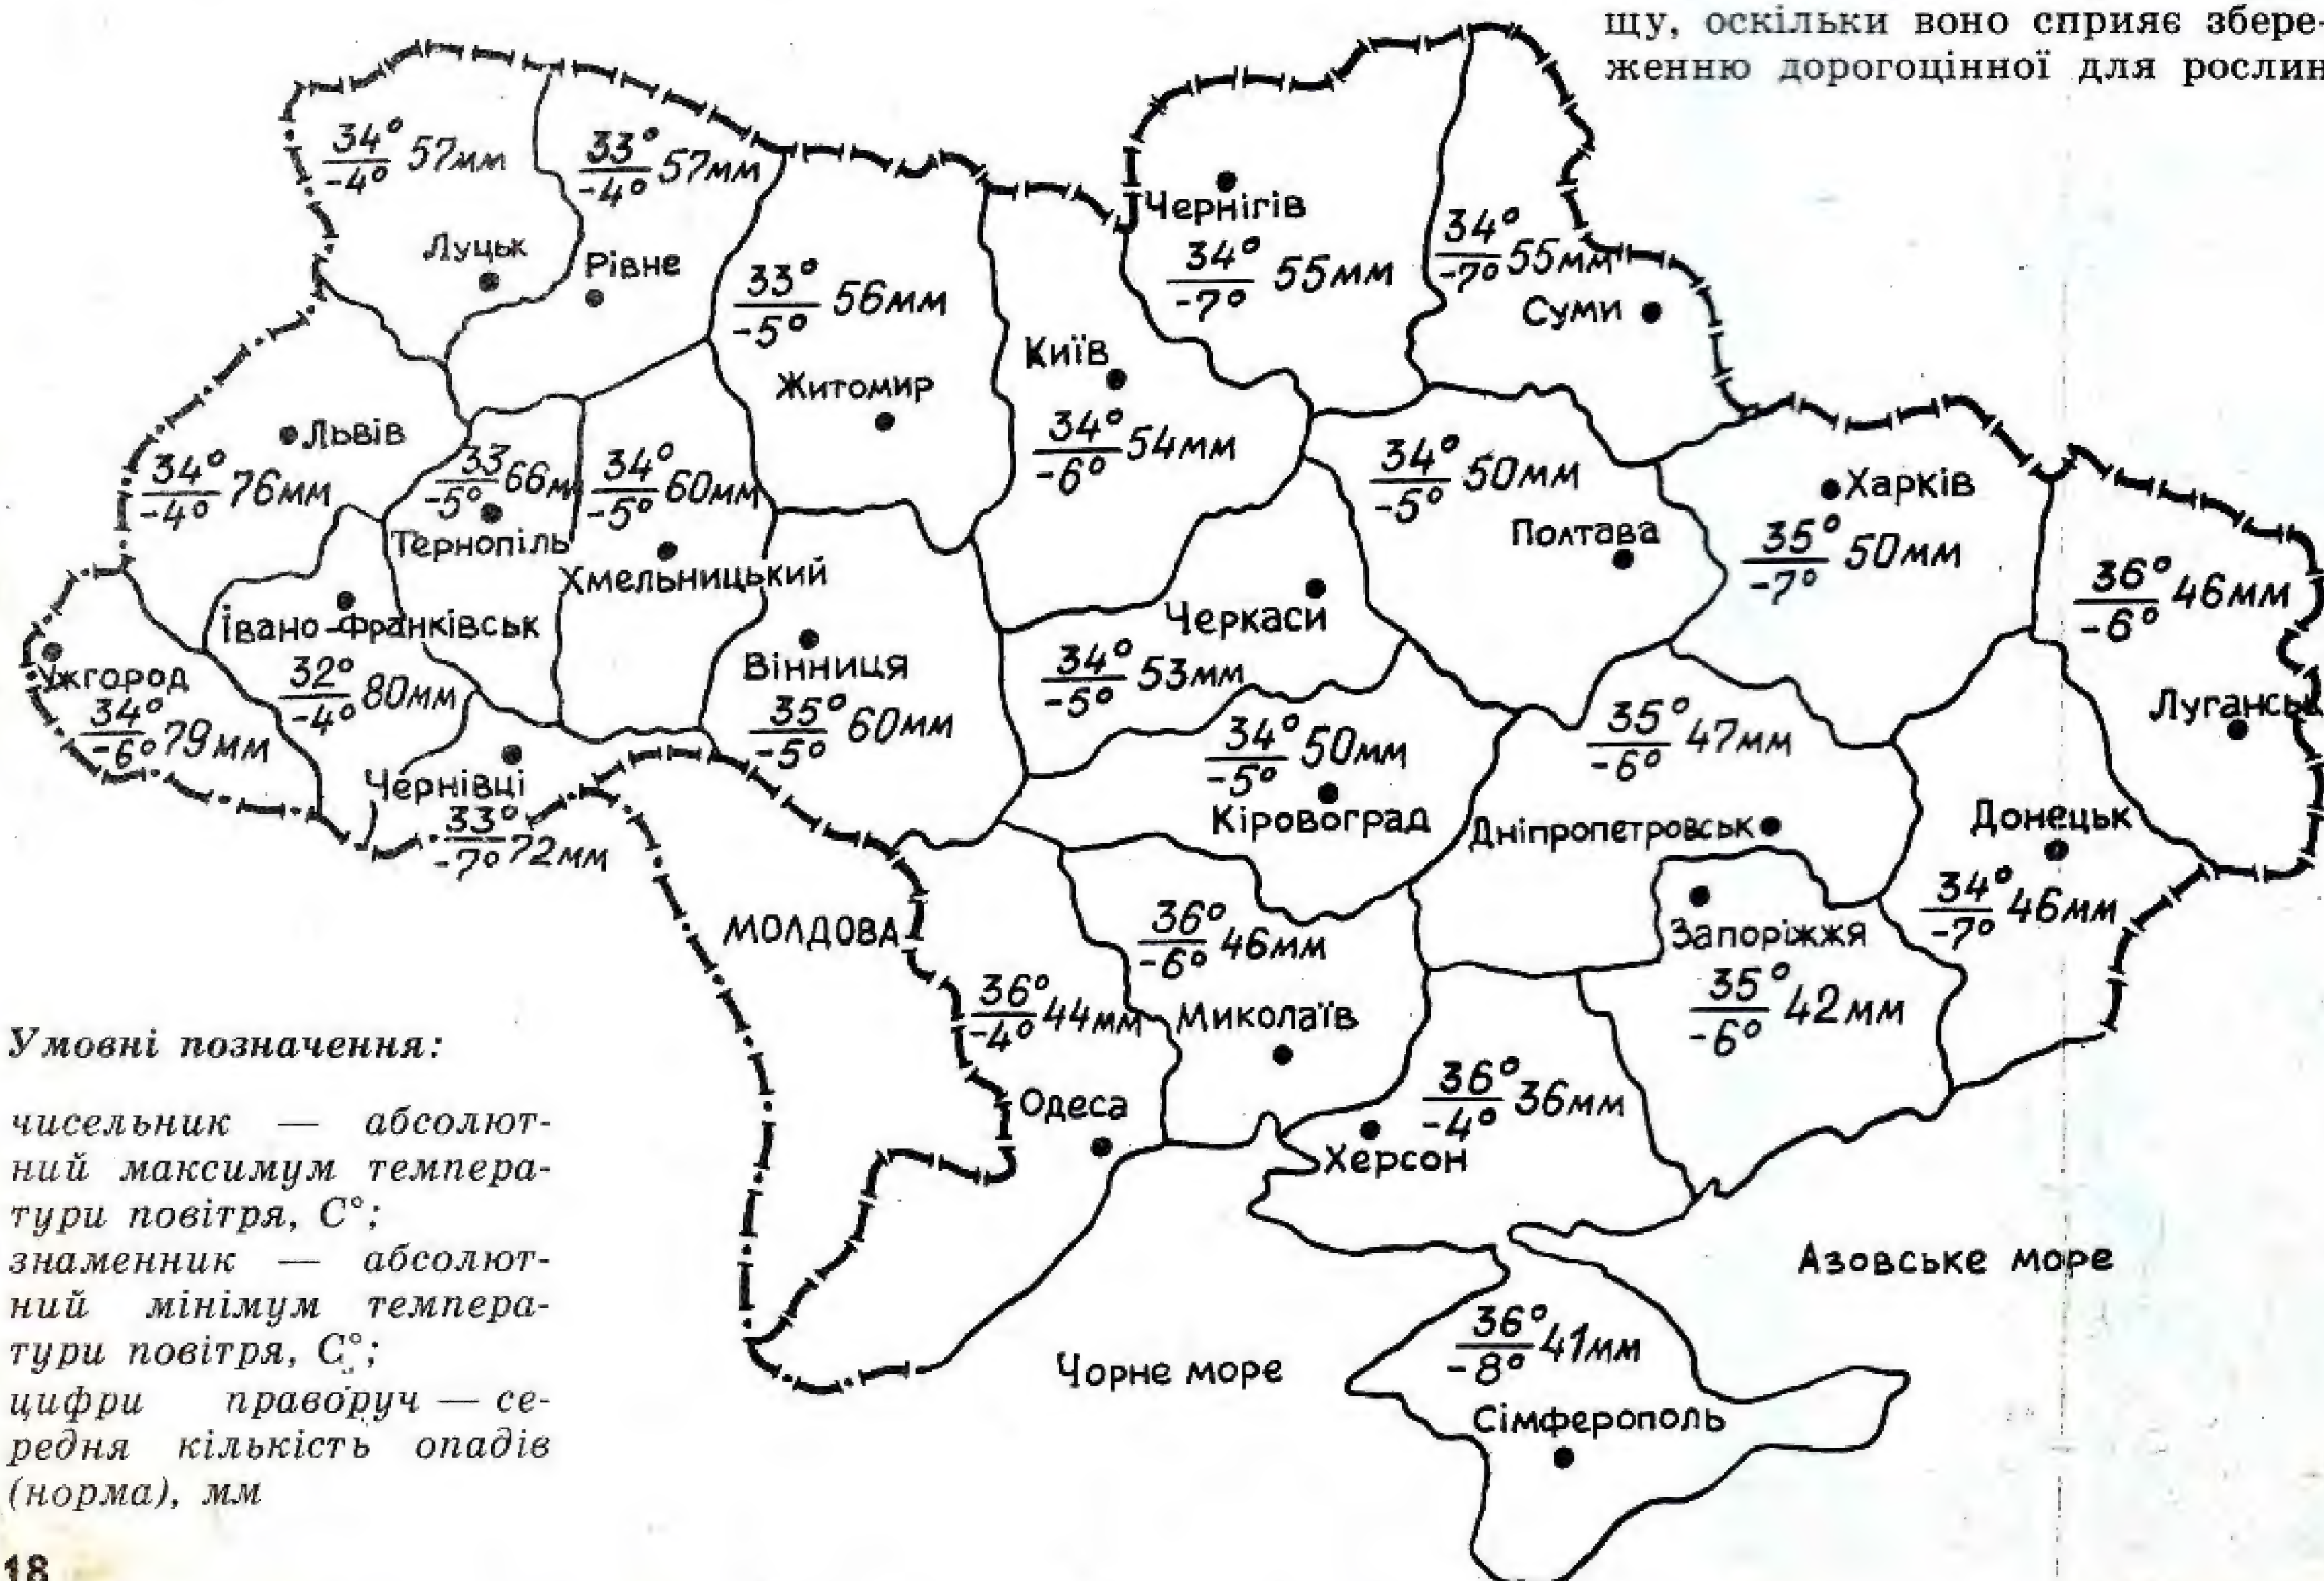 щу, оскільки воно сприяє збере-
женню дорогоцінної для рослин
34°
-4° 57мм
Луцьк
33°
-4° 57мм
Рівне
33°
-5° 56мм
Житомир
Київ
34°
-6° 54мм
Чернігів
34°
-7° 55мм
34°
-7° 55мм
Суми
Львів
34°
-4° 76мм
33
-5° 66м
Тернопіль
34°
-5° 60мм
Хмельницький
34°
-5° 50мм
Полтава
Харків
35°
-7° 50мм
36°
-6° 46мм
Луганськ
Ужгород
34°
-6° 79мм
Івано-Франківськ
32°
-4° 80мм
Чернівці
33°
-7° 72мм
Вінниця
35°
-5° 60мм
Черкаси
34°
-5° 53мм
34°
-5° 50мм
Кіровоград
35°
-6° 47мм
Дніпропетровськ
Донецьк
34°
-7° 46мм
МОЛДОВА
36°
-4° 44мм
Одеса
36°
-6° 46мм
Миколаїв
Запоріжжя
35°
-6° 42мм
36°
-4° 36мм
Херсон
Азовське море
Чорне море
36°
-8° 41мм
Сімферополь
Умовні позначення:
чисельник — абсолют-
ний максимум темпера-
тури повітря, С°;
знаменник — абсолют-
ний мінімум темпера-
тури повітря, С°;
цифри праворуч — се-
редня кількість опадів
(норма), мм
18